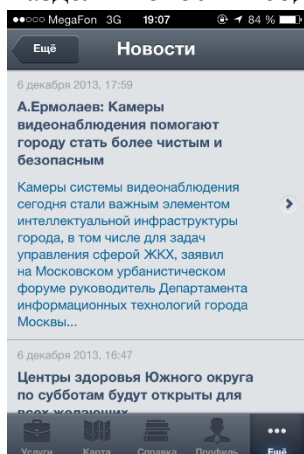 MegaFon 3G 19:07 84 %
Ещё Новости
6 декабря 2013, 17:59
А.Ермолаев: Камеры
видеонаблюдения помогают
городу стать более чистым и
безопасным
Камеры системы видеонаблюдения
сегодня стали важным элементом
интеллектуальной инфраструктуры
города, в том числе для задач
управления сферой ЖКХ, заявил
на Московском урбанистическом
форуме руководитель Департамента
информационных технологий города
Москвы...
6 декабря 2013, 16:47
Центры здоровья Южного округа
по субботам будут открыты для
всех желающих
Услуги Карта Справка Профиль Ещё